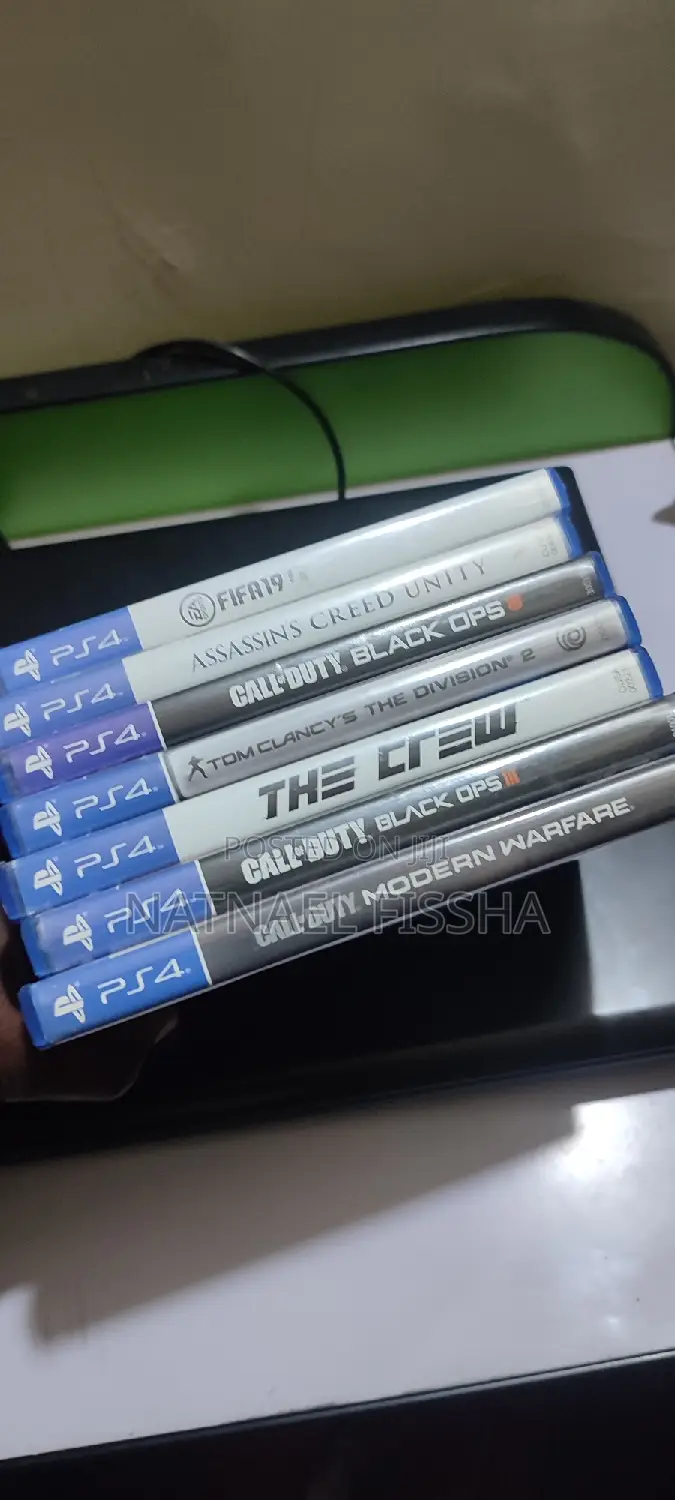 PS4 EA SPORTS FIFA19
PS4 ASSASSINS CREED UNITY
PS4 CALL OF DUTY BLACK OPS
PS4 TOM CLANCY'S THE DIVISION® 2
PS4 THE CREW
PS4 CALL OF DUTY BLACK OPS III
PS4 CALL OF DUTY MODERN WARFARE®
POSTED ON JIJI
NATNAEL FISSHA